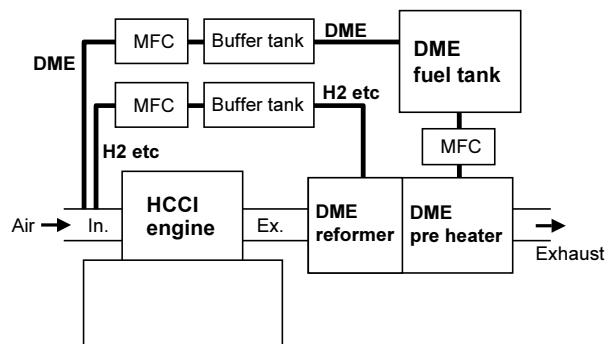 MFC
Buffer tank
DME
DME
fuel tank
DME
MFC
Buffer tank
H2 etc
H2 etc
MFC
Air
In.
HCCI
engine
Ex.
DME
reformer
DME
pre heater
Exhaust